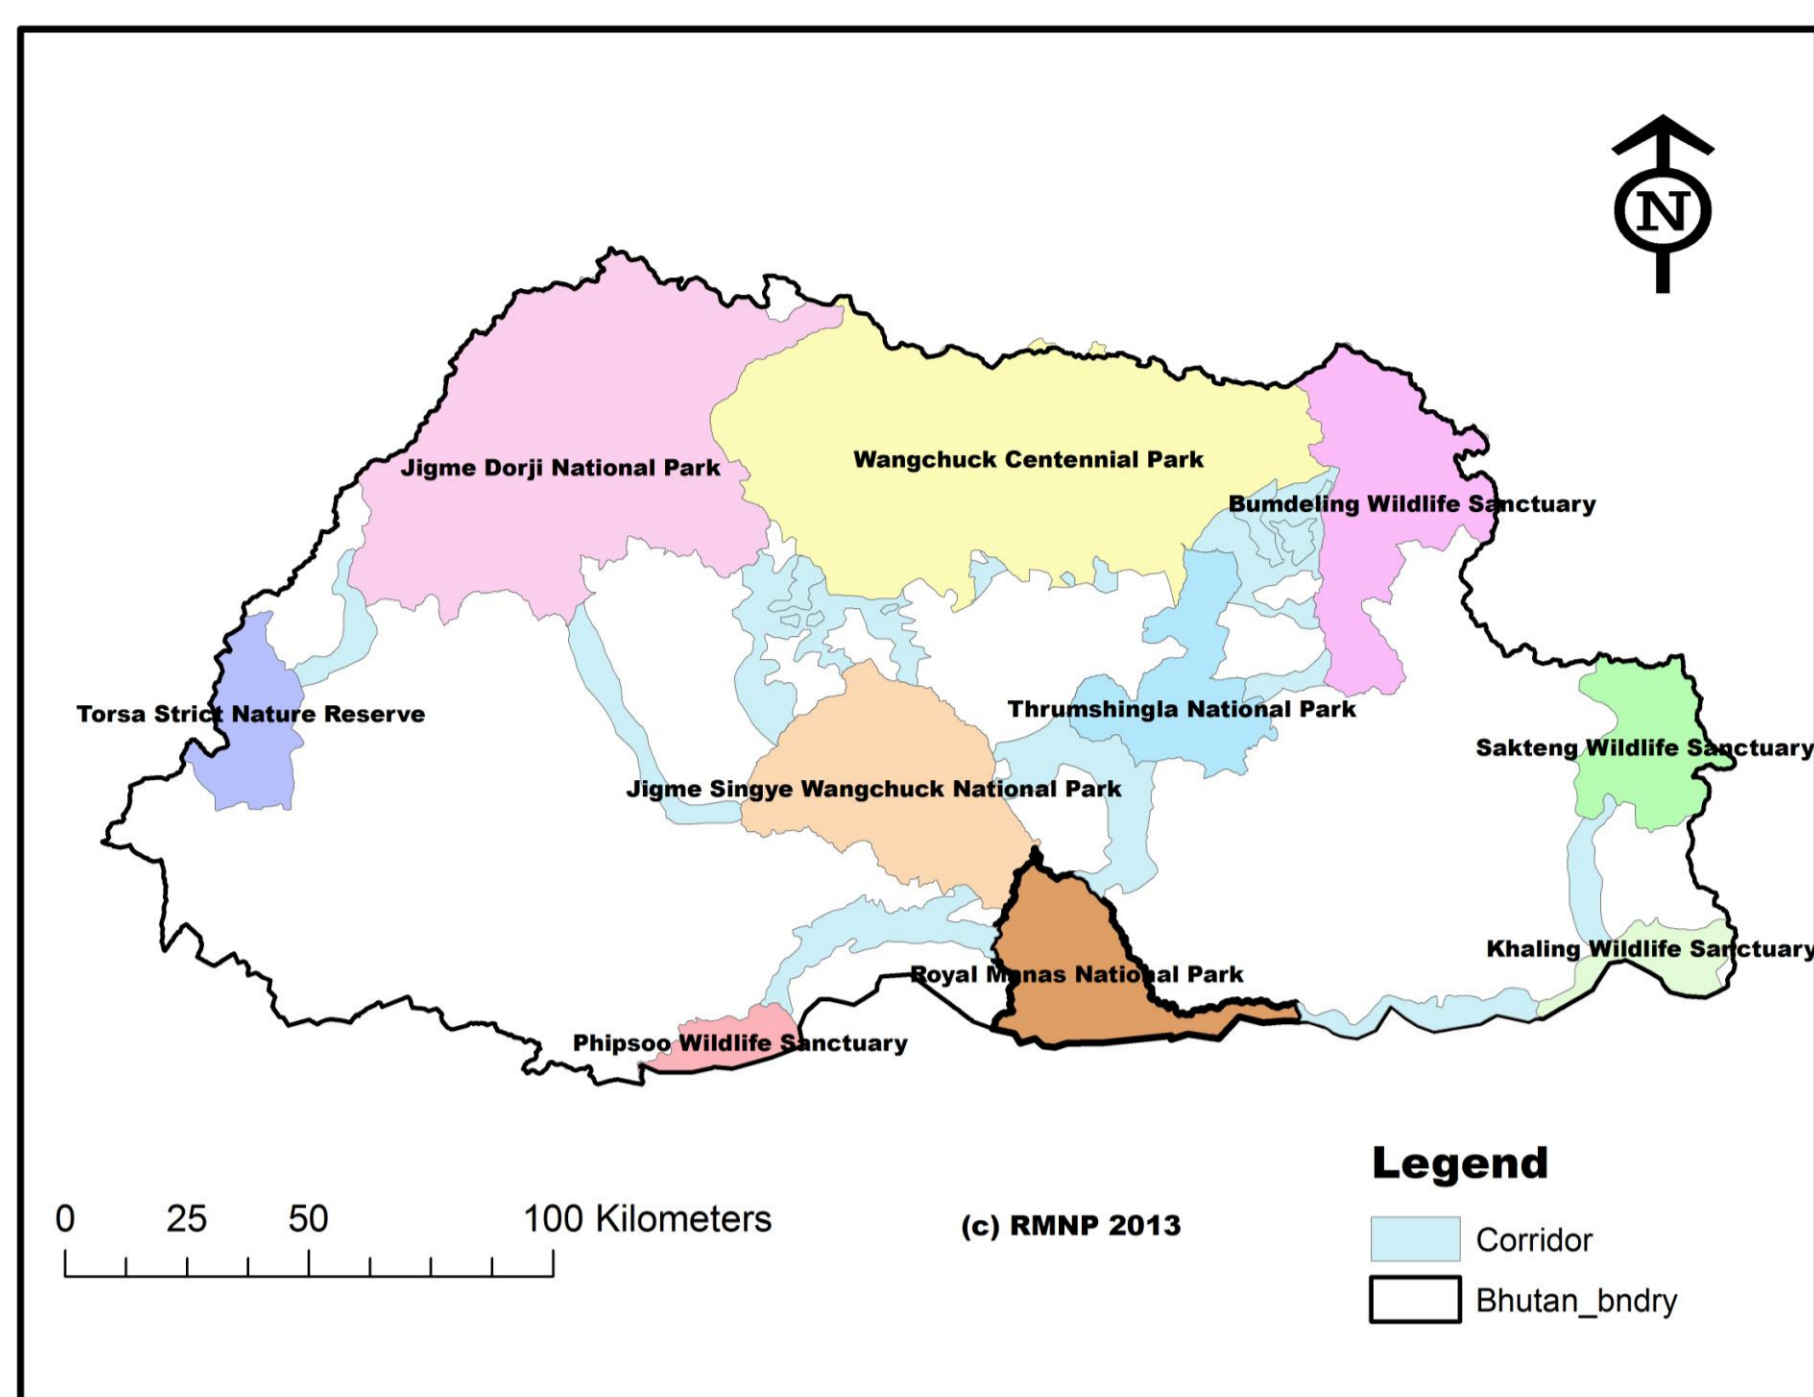 N
Jigme Dorji National Park
Wangchuck Centennial Park
Bumdeling Wildlife Sanctuary
Torsa Strict Nature Reserve
Thrumshingla National Park
Sakteng Wildlife Sanctuary
Jigme Singye Wangchuck National Park
Khaling Wildlife Sanctuary
Royal Manas National Park
Phipsoo Wildlife Sanctuary
Legend
0 25 50 100 Kilometers
(c) RMNP 2013
Corridor
Bhutan_bndry